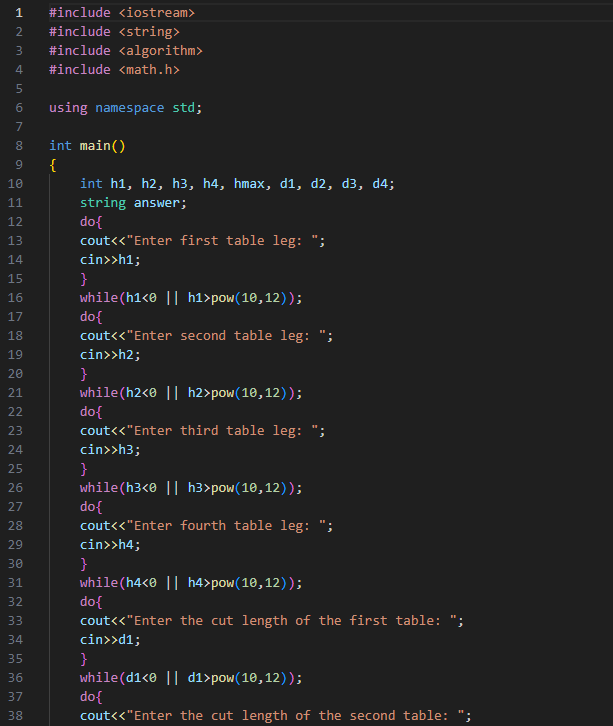 1 #include <iostream>
2 #include <string>
3 #include <algorithm>
4 #include <math.h>
5
6 using namespace std;
7
8 int main()
9 {
10 int h1, h2, h3, h4, hmax, d1, d2, d3, d4;
11 string answer;
12 do{
13 cout<<"Enter first table leg: ";
14 cin>>h1;
15 }
16 while(h1<0 || h1>pow(10,12));
17 do{
18 cout<<"Enter second table leg: ";
19 cin>>h2;
20 }
21 while(h2<0 || h2>pow(10,12));
22 do{
23 cout<<"Enter third table leg: ";
24 cin>>h3;
25 }
26 while(h3<0 || h3>pow(10,12));
27 do{
28 cout<<"Enter fourth table leg: ";
29 cin>>h4;
30 }
31 while(h4<0 || h4>pow(10,12));
32 do{
33 cout<<"Enter the cut length of the first table: ";
34 cin>>d1;
35 }
36 while(d1<0 || d1>pow(10,12));
37 do{
38 cout<<"Enter the cut length of the second table: ";